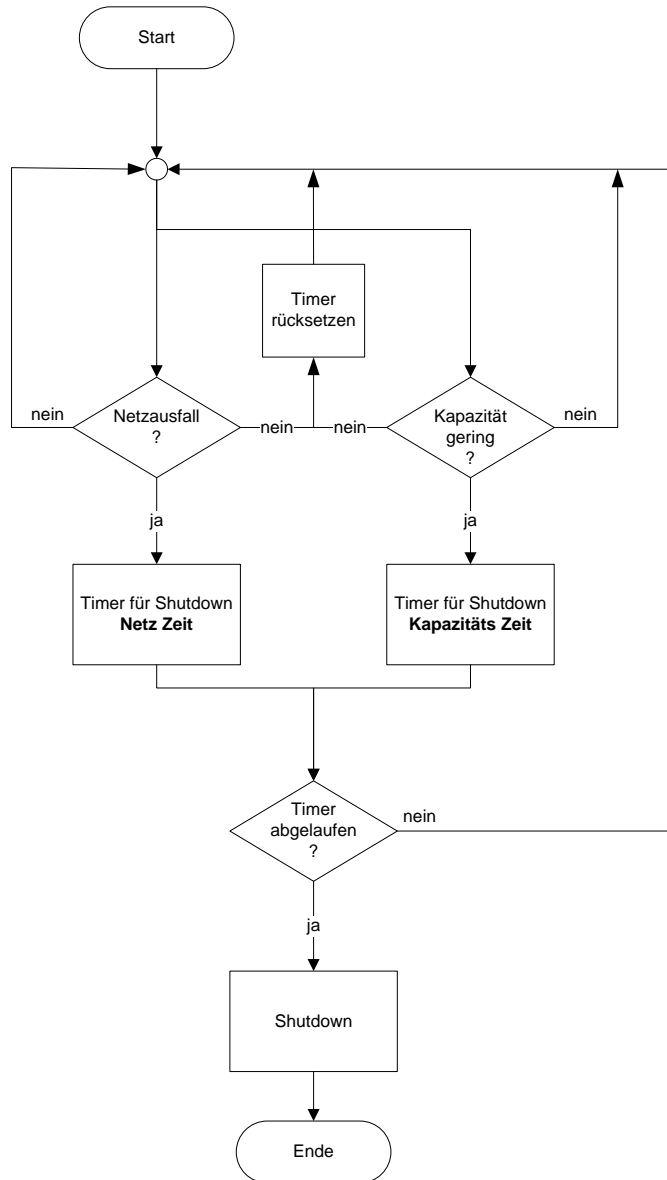 Start
Timer
rücksetzen
nein
Netzausfall
?
nein
nein
Kapazität
gering
?
nein
ja
ja
Timer für Shutdown
Netz Zeit
Timer für Shutdown
Kapazitäts Zeit
Timer
abgelaufen
?
nein
ja
Shutdown
Ende